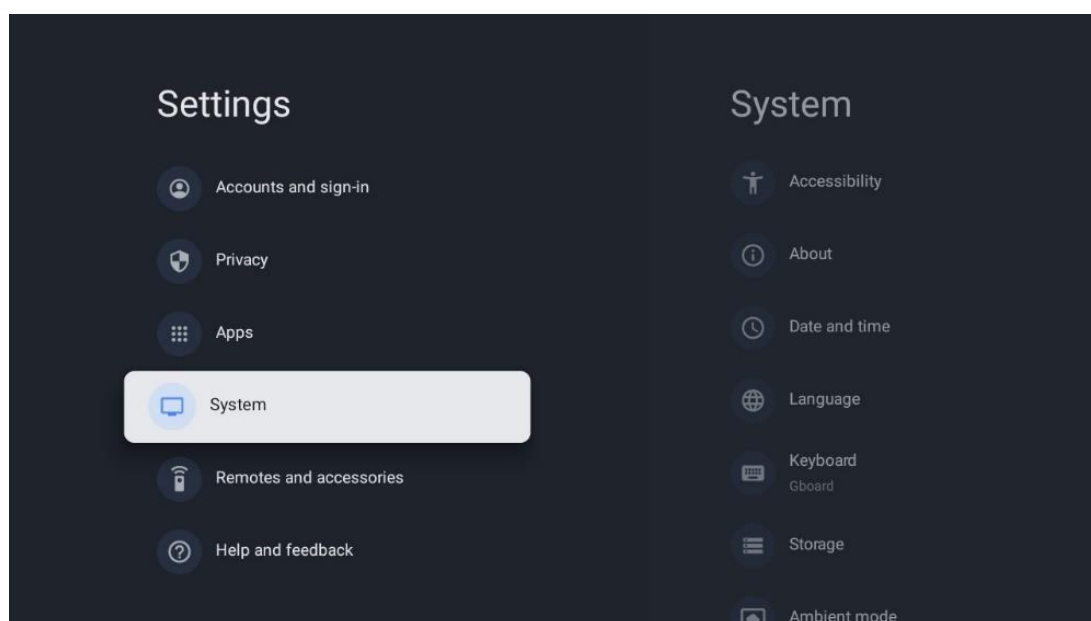 Settings
Accounts and sign-in
Privacy
Apps
System
Remotes and accessories
Help and feedback
System
Accessibility
About
Date and time
Language
Keyboard
Gboard
Storage
Ambient mode